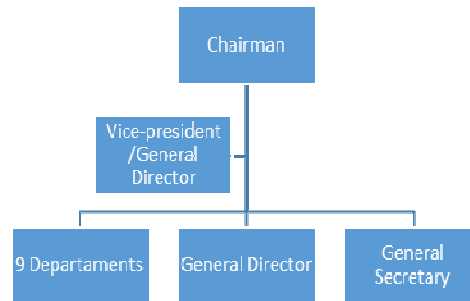 Chairman
Vice-president
/General
Director
9 Departaments
General Director
General
Secretary